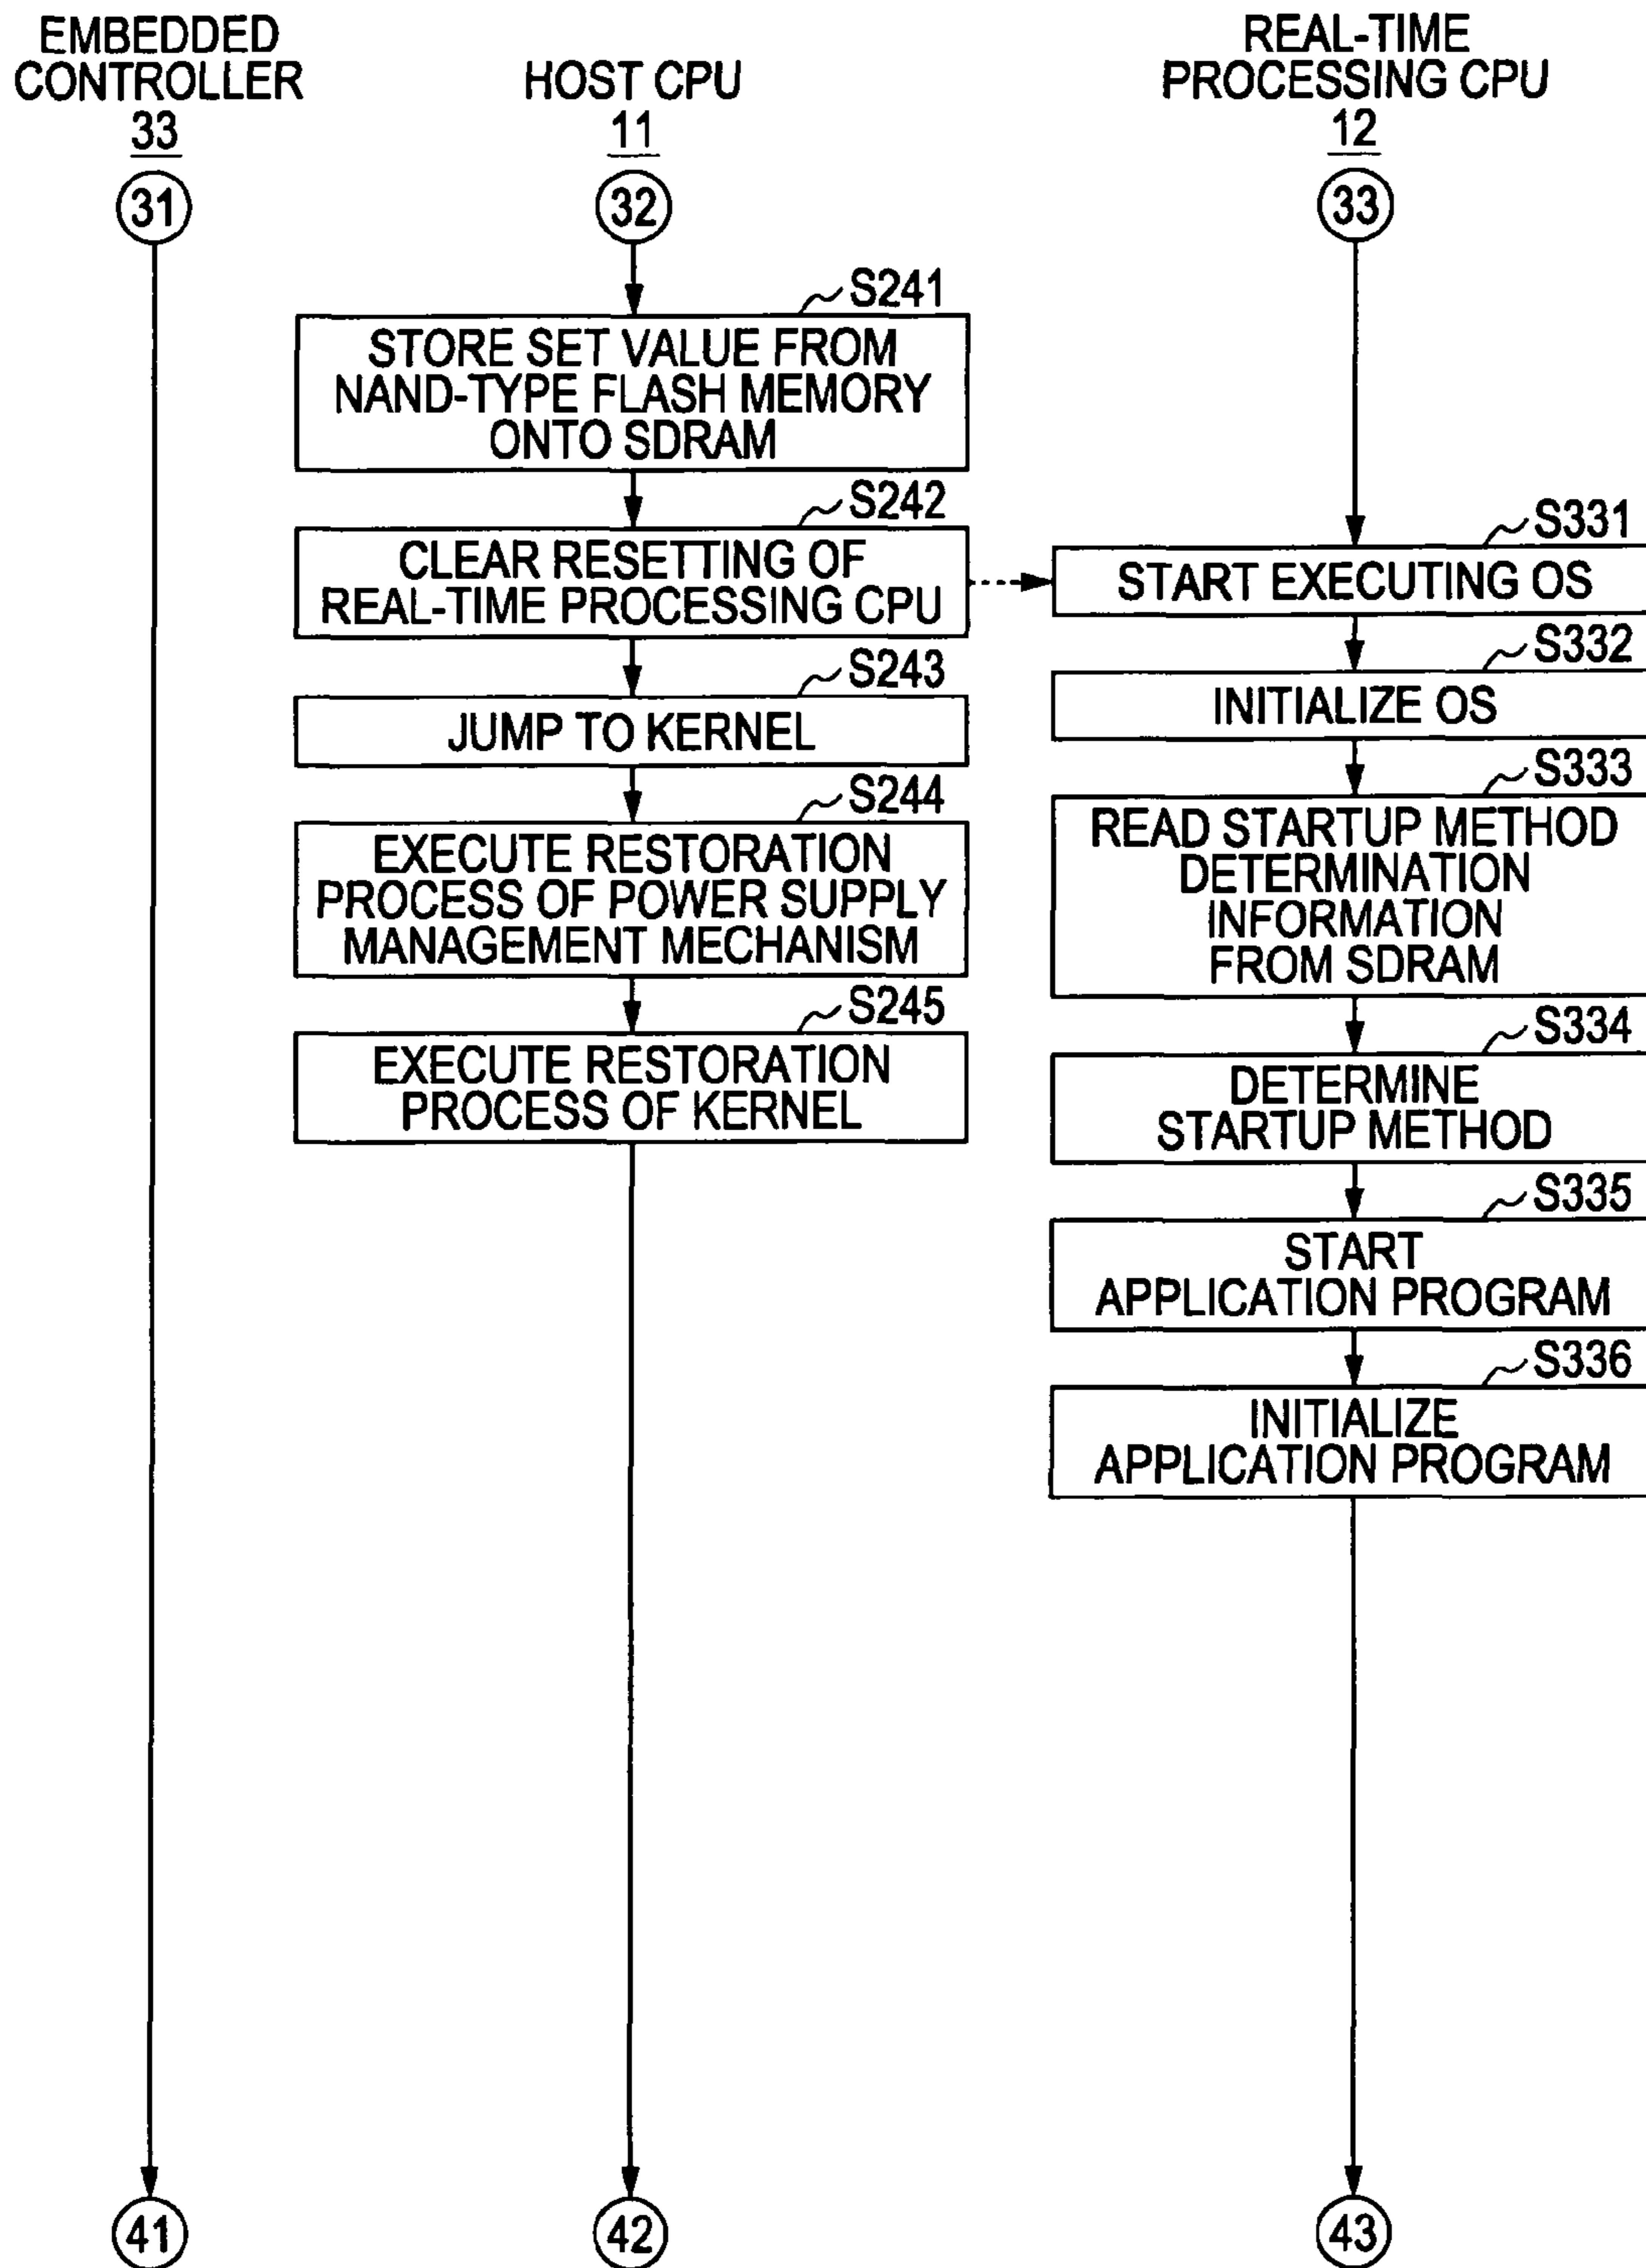 EMBEDDED
CONTROLLER
33
31
HOST CPU
11
32
REAL-TIME
PROCESSING CPU
12
33
S241
STORE SET VALUE FROM
NAND-TYPE FLASH MEMORY
ONTO SDRAM
S242
CLEAR RESETTING OF
REAL-TIME PROCESSING CPU
S243
JUMP TO KERNEL
S244
EXECUTE RESTORATION
PROCESS OF POWER SUPPLY
MANAGEMENT MECHANISM
S245
EXECUTE RESTORATION
PROCESS OF KERNEL
S331
START EXECUTING OS
S332
INITIALIZE OS
S333
READ STARTUP METHOD
DETERMINATION
INFORMATION
FROM SDRAM
S334
DETERMINE
STARTUP METHOD
S335
START
APPLICATION PROGRAM
S336
INITIALIZE
APPLICATION PROGRAM
41
42
43